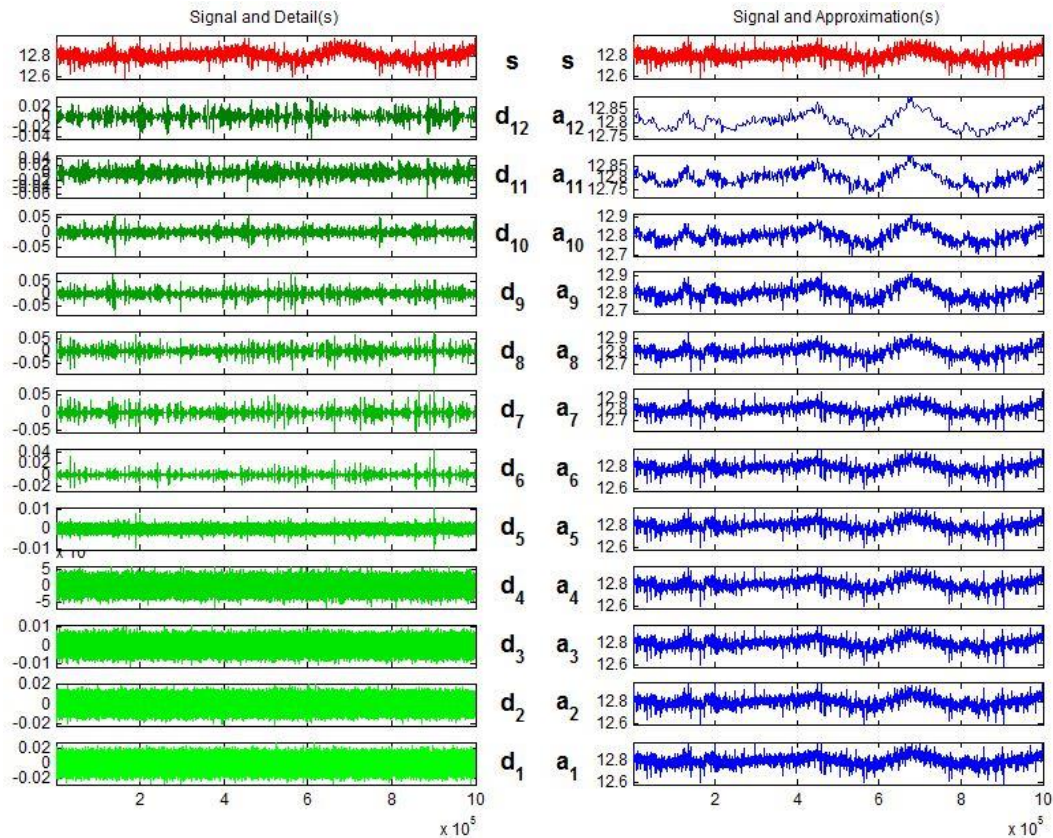 Signal and Detail(s) Signal and Approximation(s)
12.8 12.6 s s 12.8 12.6
0.02 0 -0.02 -0.04 d12 a12 12.85 12.8 12.75
0.04 0.02 0 d11 a11 12.85 12.8 12.75
0.05 0 -0.05 d10 a10 12.9 12.8 12.7
0.05 0 -0.05 d9 a9 12.9 12.8 12.7
0.05 0 -0.05 d8 a8 12.9 12.8 12.7
0.05 0 -0.05 d7 a7 12.9 12.8 12.7
0.04 0.02 0 -0.02 d6 a6 12.8 12.6
0.01 0 -0.01 d5 a5 12.8 12.6
x 10
5 0 -5 d4 a4 12.8 12.6
0.01 0 -0.01 d3 a3 12.8 12.6
0.02 0 -0.02 d2 a2 12.8 12.6
0.02 0 -0.02 d1 a1 12.8 12.6
2 4 6 8 10 2 4 6 8 10
x 10^5 x 10^5